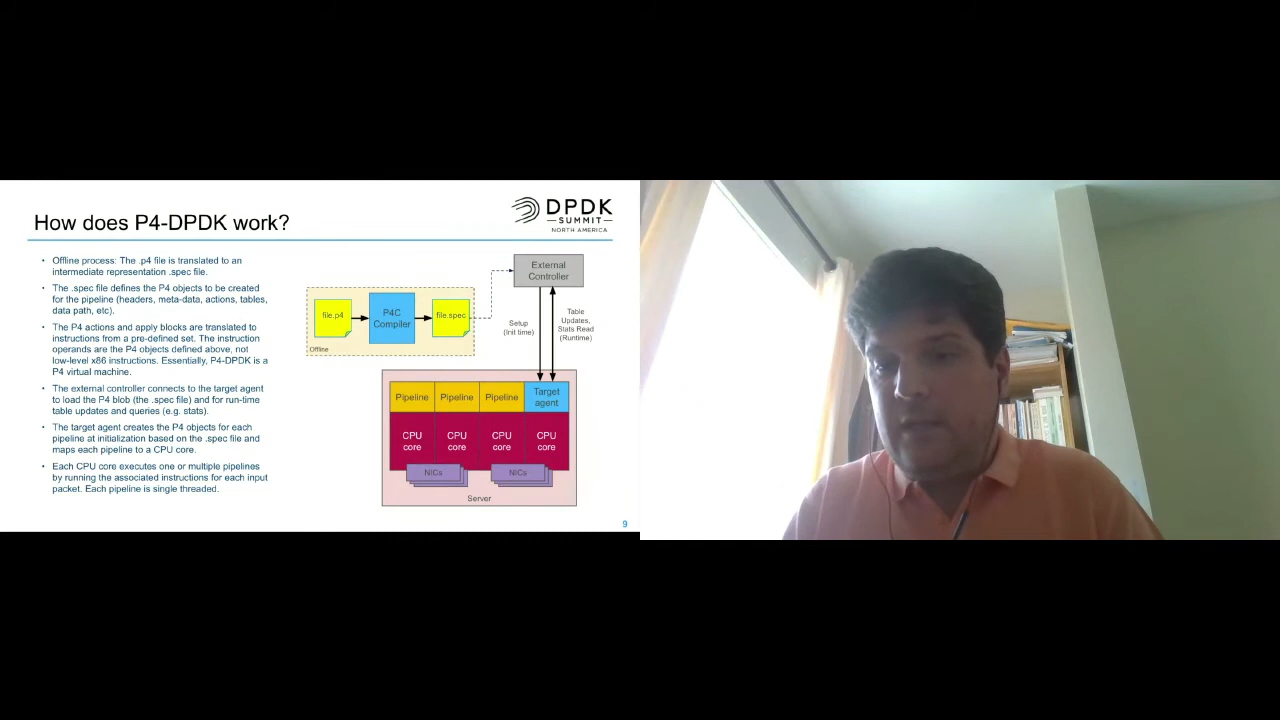 How does P4-DPDK work?
DPDK
SUMMIT
NORTH AMERICA
• Offline process: The .p4 file is translated to an
intermediate representation .spec file.
• The .spec file defines the P4 objects to be created
for the pipeline (headers, meta-data, actions, tables,
data path, etc).
• The P4 actions and apply blocks are translated to
instructions from a pre-defined set. The instruction
operands are the P4 objects defined above, not
low-level x86 instructions. Essentially, P4-DPDK is a
P4 virtual machine.
• The external controller connects to the target agent
to load the P4 blob (the .spec file) and for run-time
table updates and queries (e.g. stats).
• The target agent creates the P4 objects for each
pipeline at initialization based on the .spec file and
maps each pipeline to a CPU core.
• Each CPU core executes one or multiple pipelines
by running the associated instructions for each input
packet. Each pipeline is single threaded.
External
Controller
file.p4
P4C
Compiler
file.spec
Offline
Setup
(Init time)
Table
Updates,
Stats Read
(Runtime)
Pipeline
Pipeline
Pipeline
Target
agent
CPU
core
CPU
core
CPU
core
CPU
core
NICs
NICs
Server
9